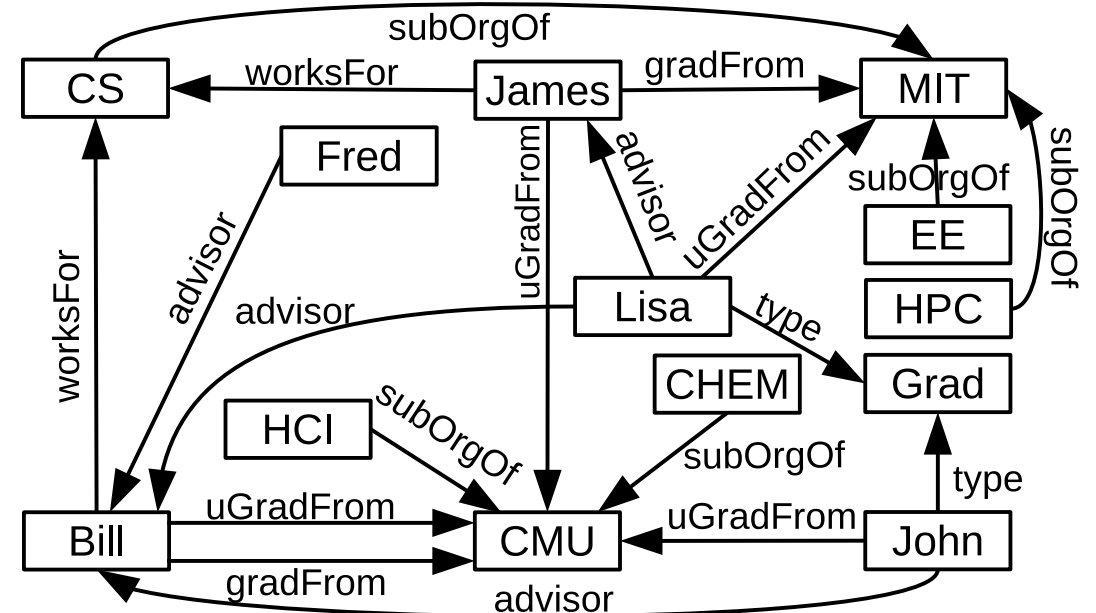 subOrgOf
CS
worksFor
James
gradFrom
MIT
Fred
uGradFrom
advisor
uGradFrom
subOrgOf
subOrgOf
EE
worksFor
advisor
advisor
Lisa
type
HPC
HCI
subOrgOf
CHEM
Grad
subOrgOf
type
uGradFrom
uGradFrom
Bill
CMU
John
gradFrom
advisor